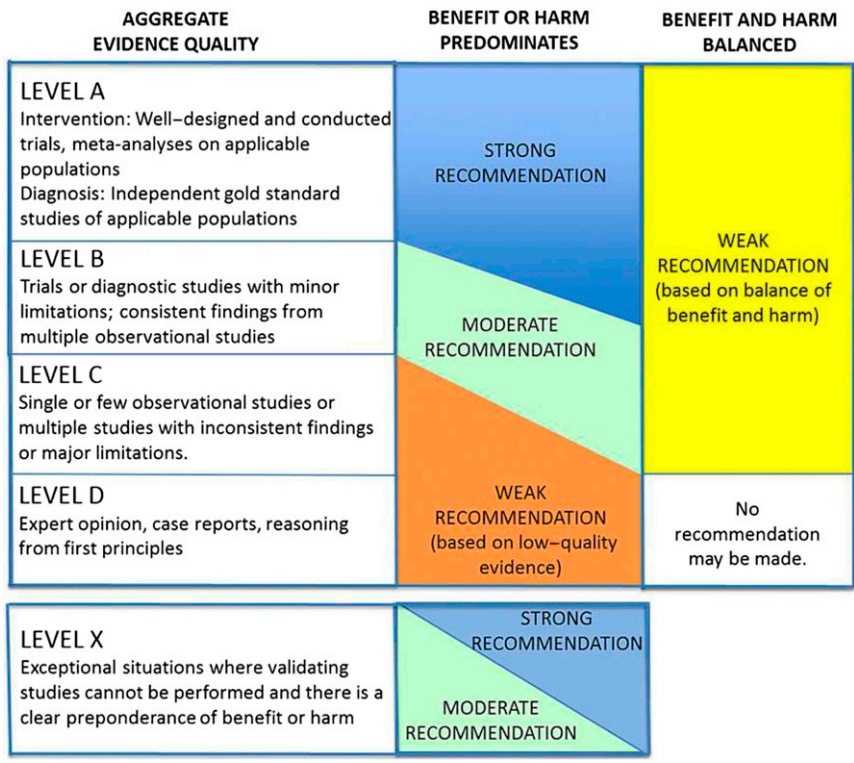 AGGREGATE
EVIDENCE QUALITY
BENEFIT OR HARM
PREDOMINATES
BENEFIT AND HARM
BALANCED
LEVEL A
Intervention: Well–designed and conducted
trials, meta-analyses on applicable
populations
Diagnosis: Independent gold standard
studies of applicable populations
STRONG
RECOMMENDATION
WEAK
RECOMMENDATION
(based on balance of
benefit and harm)
LEVEL B
Trials or diagnostic studies with minor
limitations; consistent findings from
multiple observational studies
MODERATE
RECOMMENDATION
LEVEL C
Single or few observational studies or
multiple studies with inconsistent findings
or major limitations.
LEVEL D
Expert opinion, case reports, reasoning
from first principles
WEAK
RECOMMENDATION
(based on low–quality
evidence)
No
recommendation
may be made.
LEVEL X
Exceptional situations where validating
studies cannot be performed and there is a
clear preponderance of benefit or harm
STRONG
RECOMMENDATION
MODERATE
RECOMMENDATION